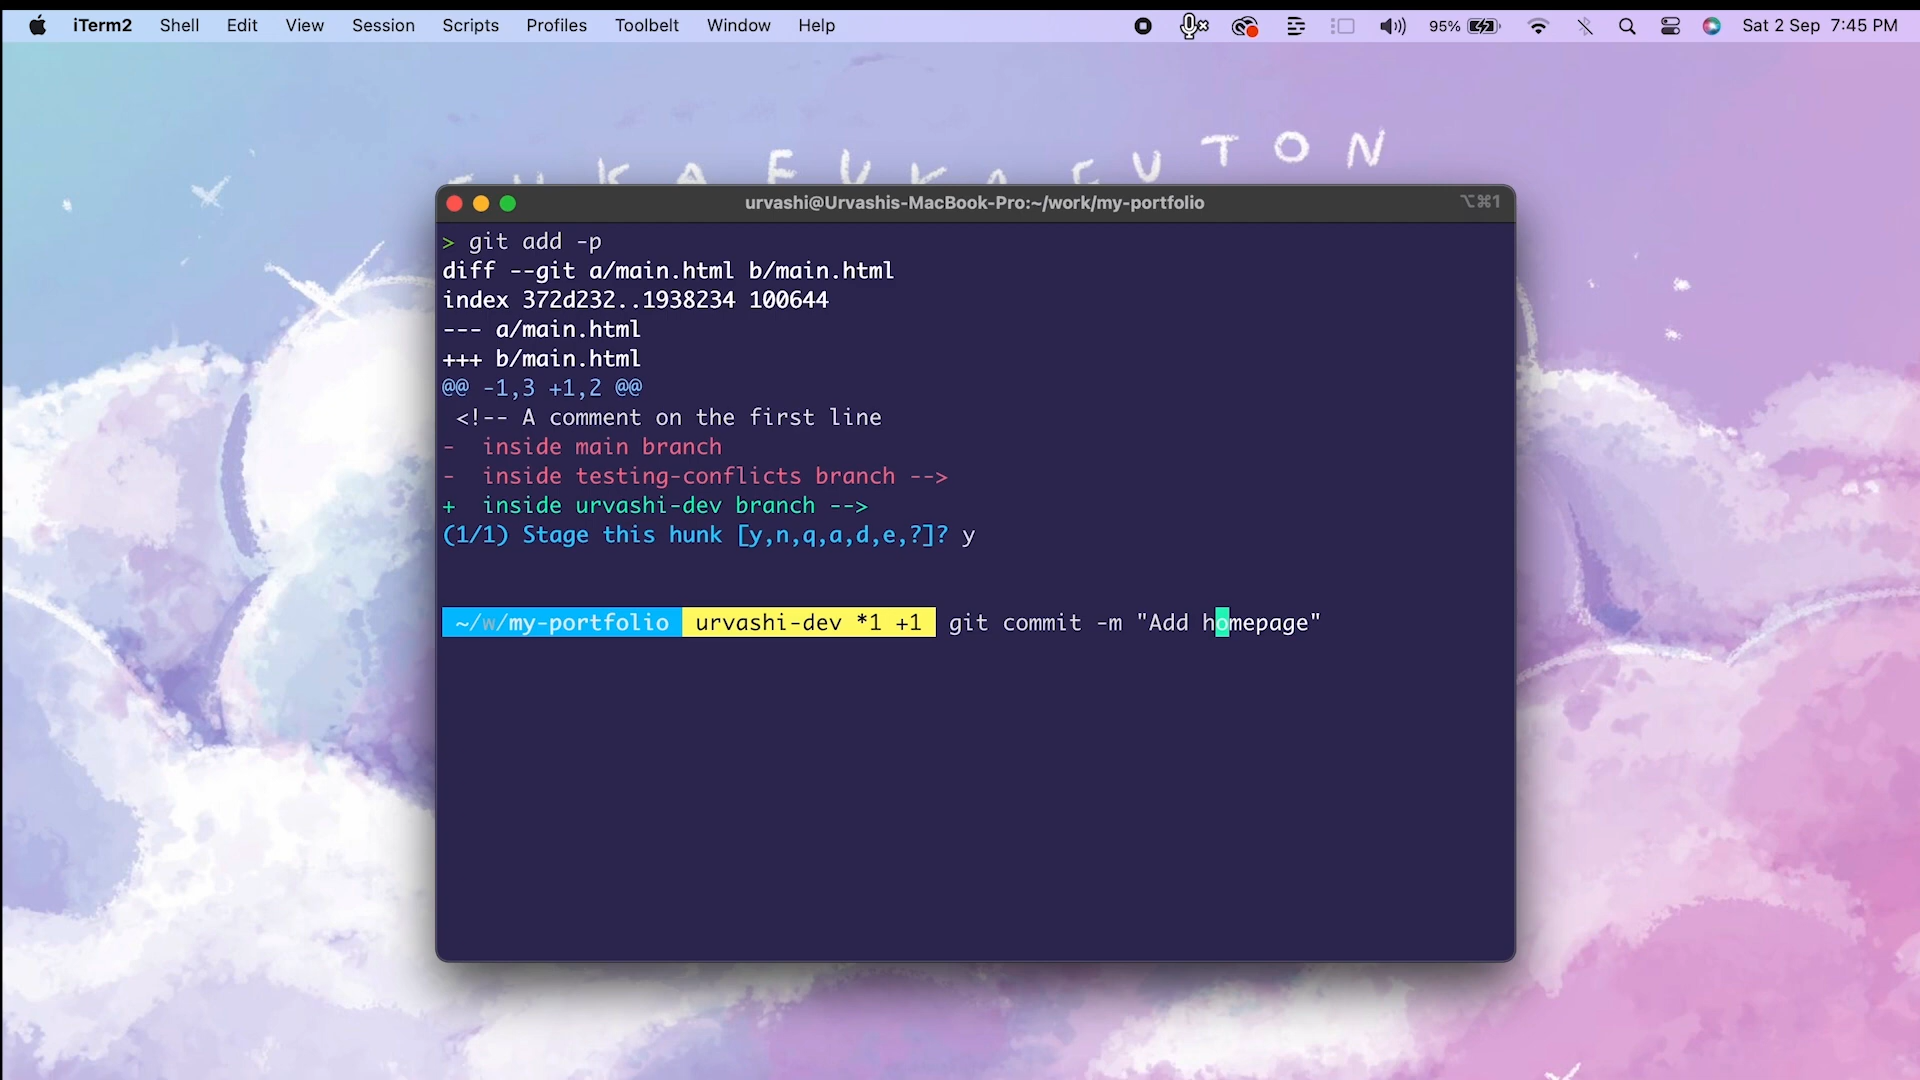 iTerm2 Shell Edit View Session Scripts Profiles Toolbelt Window Help 95% Sat 2 Sep 7:45 PM
FUKAFUKAFUTON
urvashi@Urvashis-MacBook-Pro:~/work/my-portfolio ⌥⌘1
> git add -p
diff --git a/main.html b/main.html
index 372d232..1938234 100644
--- a/main.html
+++ b/main.html
@@ -1,3 +1,2 @@
<!-- A comment on the first line
-  inside main branch
-  inside testing-conflicts branch -->
+  inside urvashi-dev branch -->
(1/1) Stage this hunk [y,n,q,a,d,e,?]? y
~/w/my-portfolio urvashi-dev *1 +1 git commit -m "Add homepage"